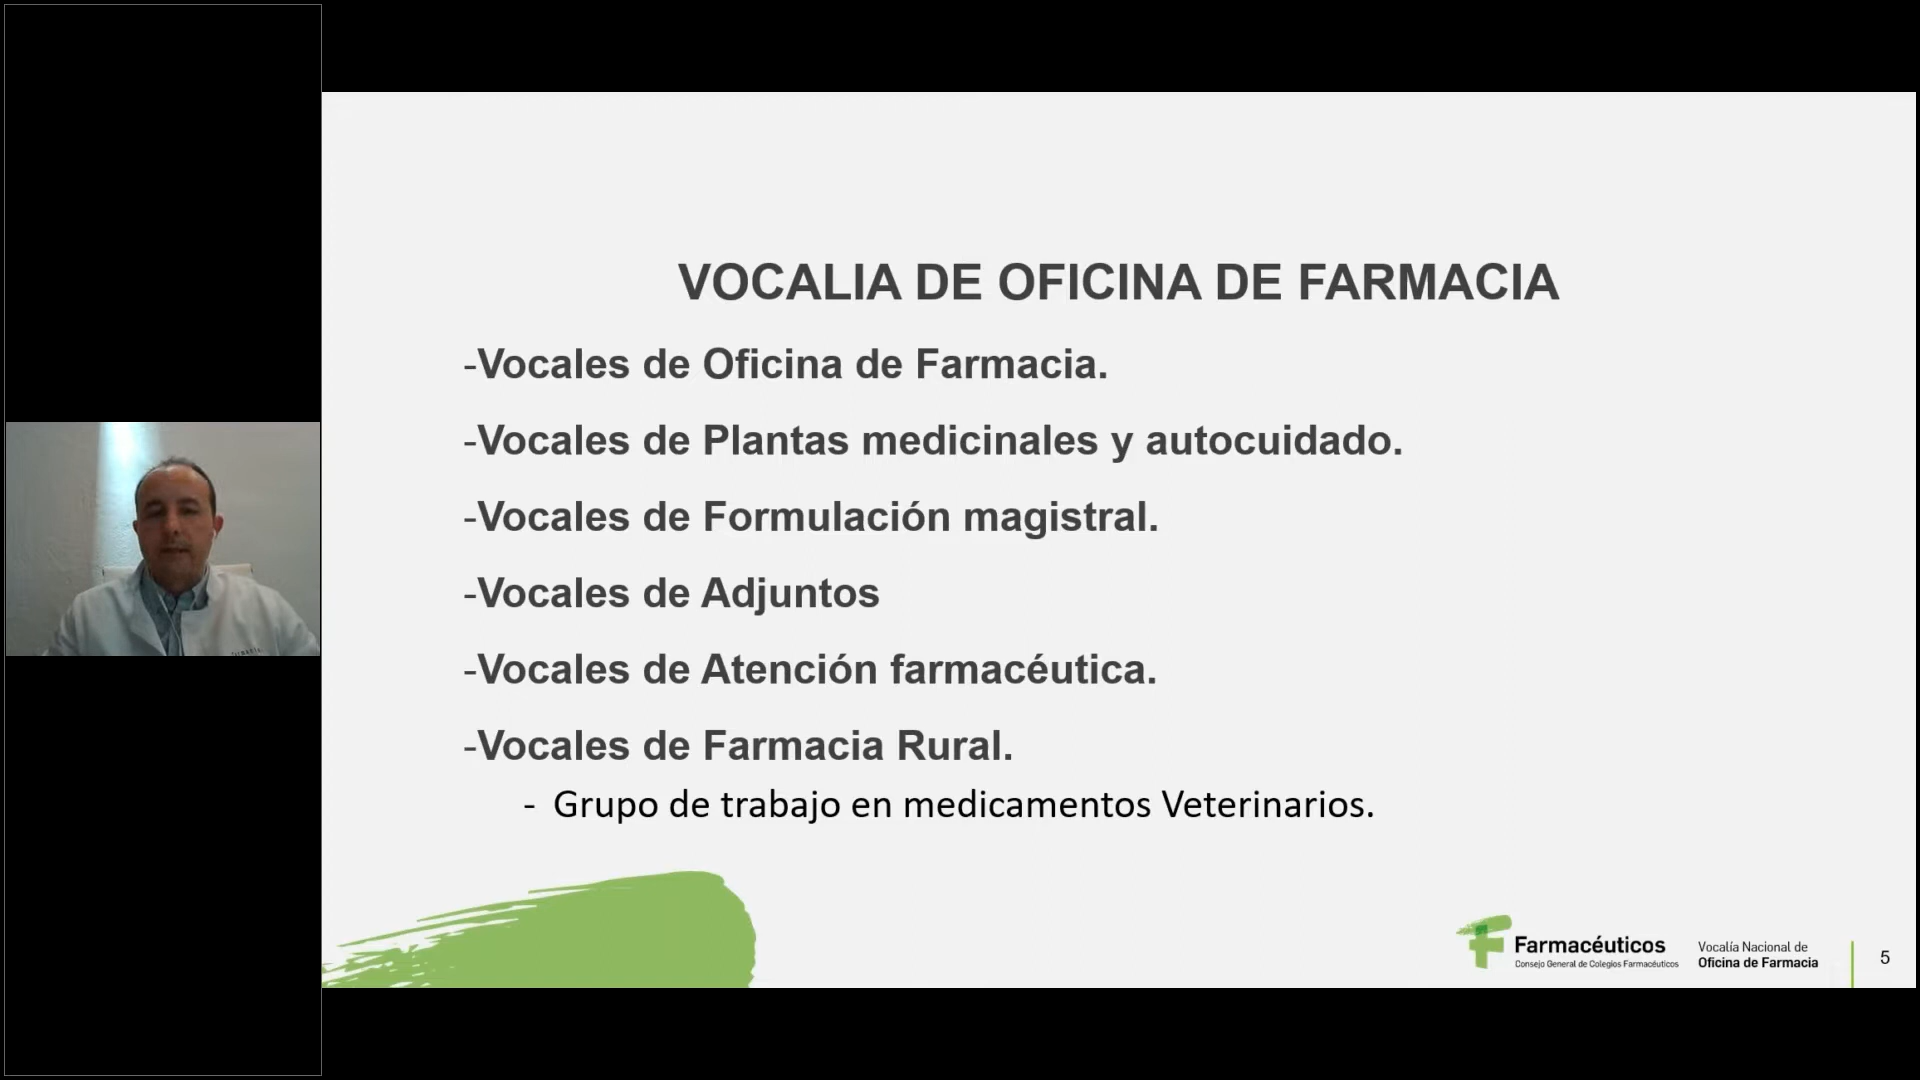 VOCALIA DE OFICINA DE FARMACIA
-Vocales de Oficina de Farmacia.
-Vocales de Plantas medicinales y autocuidado.
-Vocales de Formulación magistral.
-Vocales de Adjuntos
-Vocales de Atención farmacéutica.
-Vocales de Farmacia Rural.
- Grupo de trabajo en medicamentos Veterinarios.
Farmacéuticos
Consejo General de Colegios Farmacéuticos
Vocalía Nacional de
Oficina de Farmacia
5